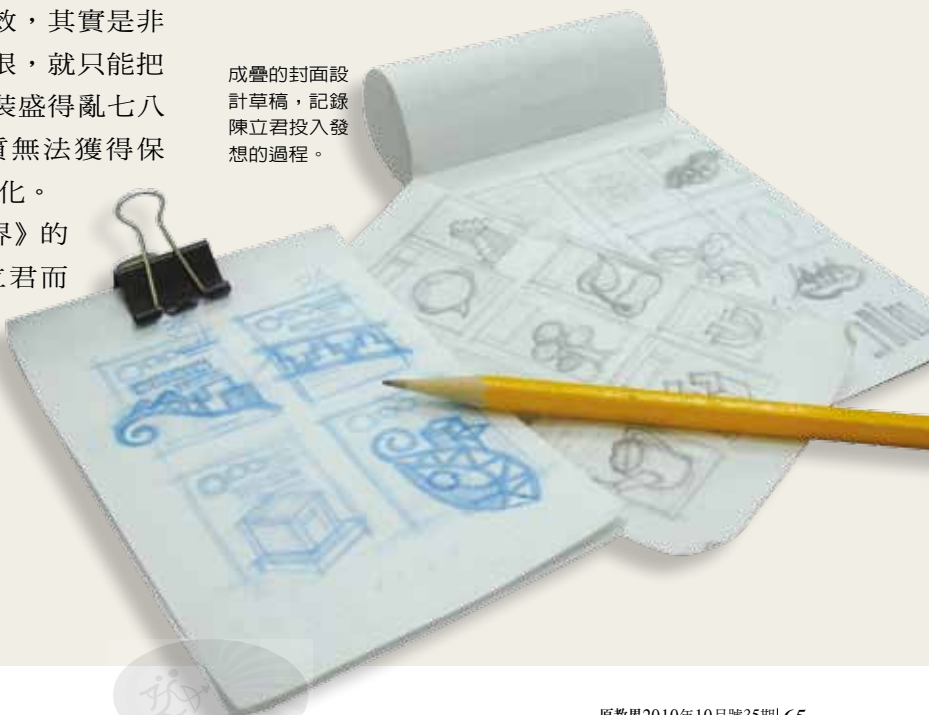 效，其實是非
限，就只能把
裝盛得亂七八
質無法獲得保
化。
界》的
立君而
成疊的封面設
計草稿，記錄
陳立君投入發
想的過程。
原教界2010年10月號35期| 65